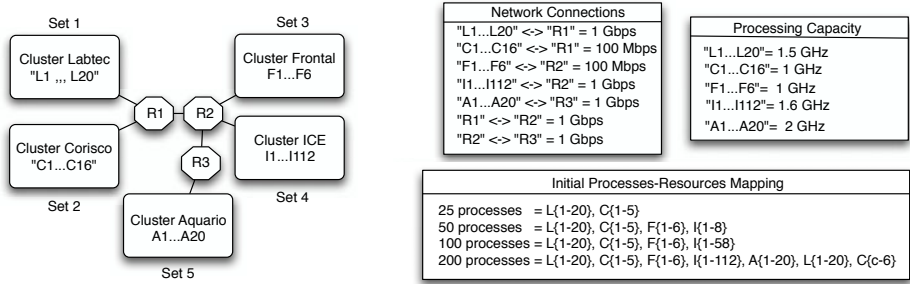 Set 1
Cluster Labtec
"L1 ,,, L20"
Set 3
Cluster Frontal
F1...F6
R1
R2
R3
Cluster Corisco
"C1...C16"
Set 2
Cluster ICE
I1...I112
Set 4
Cluster Aquario
A1...A20
Set 5
Network Connections
"L1...L20" <-> "R1" = 1 Gbps
"C1...C16" <-> "R1" = 100 Mbps
"F1...F6" <-> "R2" = 100 Mbps
"I1...I112" <-> "R2" = 1 Gbps
"A1...A20" <-> "R3" = 1 Gbps
"R1" <-> "R2" = 1 Gbps
"R2" <-> "R3" = 1 Gbps
Processing Capacity
"L1...L20"= 1.5 GHz
"C1...C16"= 1 GHz
"F1...F6"= 1 GHz
"I1...I112"= 1.6 GHz
"A1...A20"= 2 GHz
Initial Processes-Resources Mapping
25 processes = L{1-20}, C{1-5}
50 processes = L{1-20}, C{1-5}, F{1-6}, I{1-8}
100 processes = L{1-20}, C{1-5}, F{1-6}, I{1-58}
200 processes = L{1-20}, C{1-5}, F{1-6}, I{1-112}, A{1-20}, L{1-20}, C{c-6}